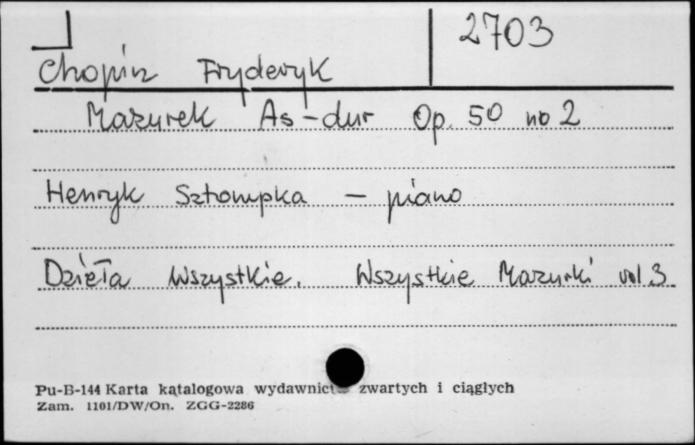 2703
Chopin Fryderyk
Mazurek As-dur Op. 50 no 2
Henryk Sztompka - piano
Dzieła Wszystkie. Wszystkie Mazurki vol 3
Pu-B-144 Karta katalogowa wydawnictw zwartych i ciągłych
Zam. 1101/DW/On. ZGG-2286